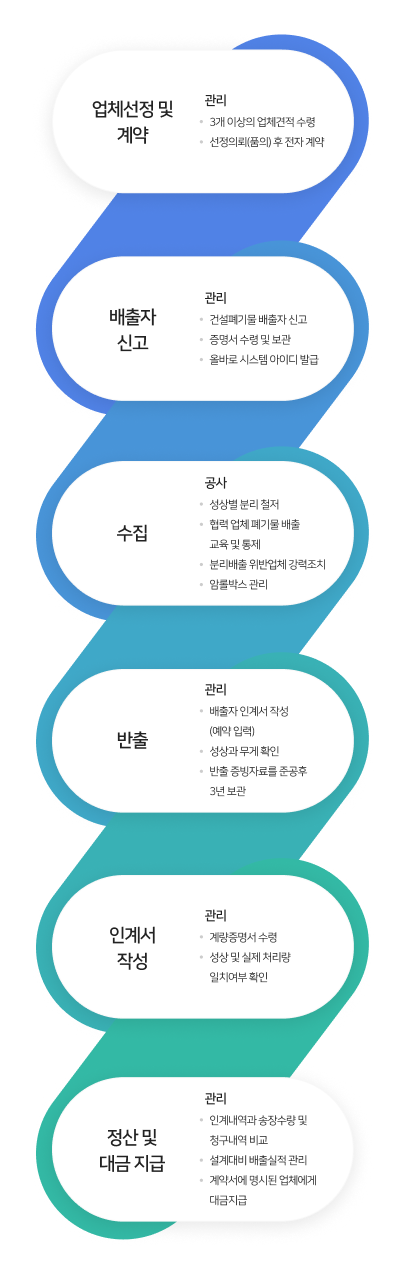 업체선정 및
계약
관리
3개 이상의 업체견적 수령
선정의뢰(품의) 후 전자 계약
배출자
신고
관리
건설폐기물 배출자 신고
증명서 수령 및 보관
올바로 시스템 아이디 발급
수집
공사
성상별 분리 철저
협력 업체 폐기물 배출
교육 및 통제
분리배출 위반업체 강력조치
암롤박스 관리
반출
관리
배출자 인계서 작성
(예약 입력)
성상과 무게 확인
반출 증빙자료를 준공후
3년 보관
인계서
작성
관리
계량증명서 수령
성상 및 실제 처리량
일치여부 확인
정산 및
대금 지급
관리
인계내역과 송장수량 및
청구내역 비교
설계대비 배출실적 관리
계약서에 명시된 업체에게
대금지급